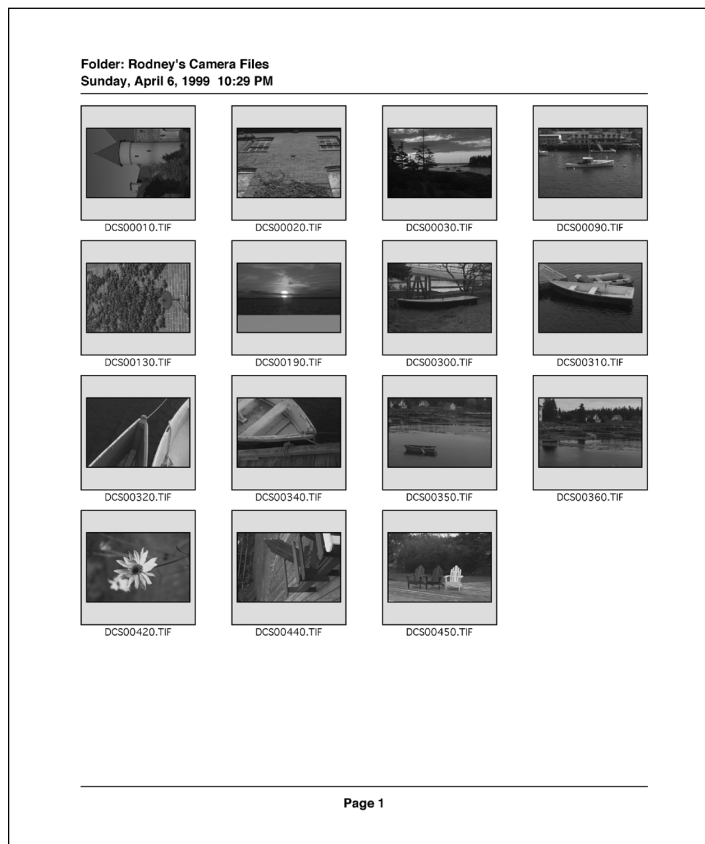 Folder: Rodney's Camera Files
Sunday, April 6, 1999 10:29 PM
DCS00010.TIF DCS00020.TIF DCS00030.TIF DCS00090.TIF
DCS00130.TIF DCS00190.TIF DCS00300.TIF DCS00310.TIF
DCS00320.TIF DCS00340.TIF DCS00350.TIF DCS00360.TIF
DCS00420.TIF DCS00440.TIF DCS00450.TIF
Page 1